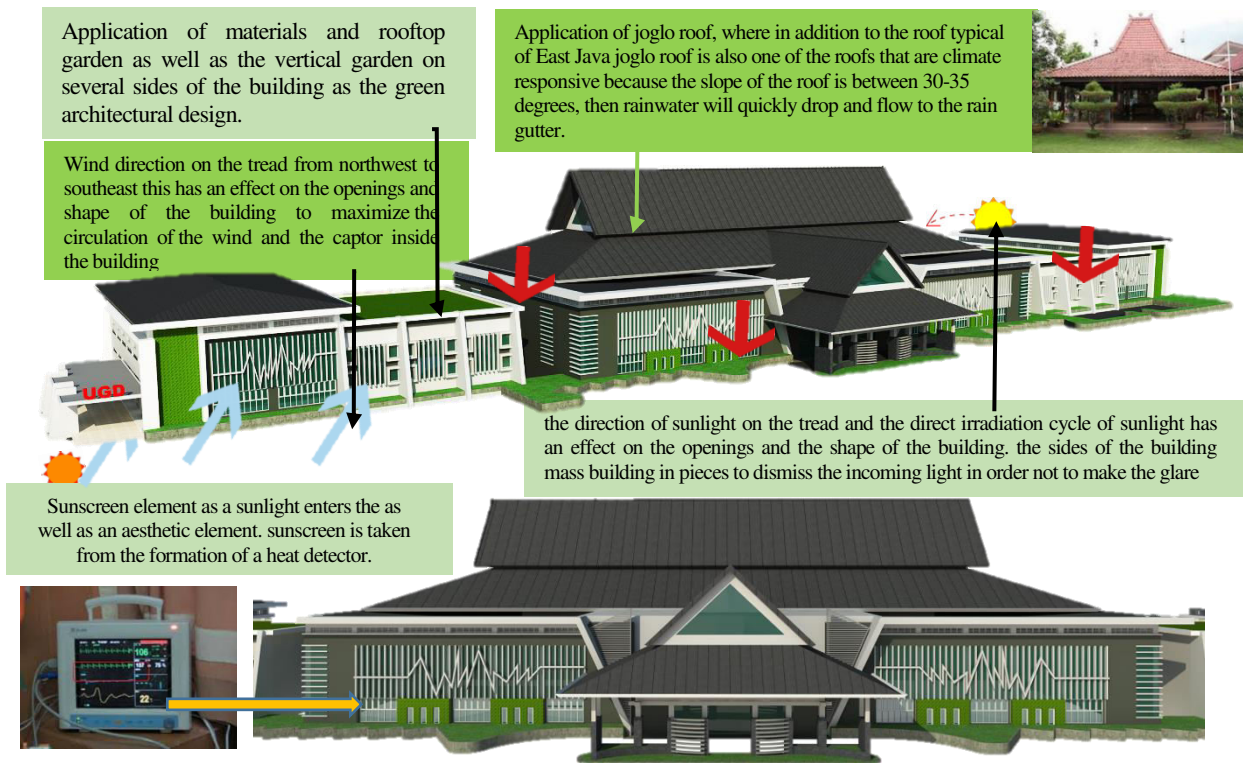 Application of materials and rooftop
garden as well as the vertical garden on
several sides of the building as the green
architectural design.
Application of joglo roof, where in addition to the roof typical
of East Java joglo roof is also one of the roofs that are climate
responsive because the slope of the roof is between 30-35
degrees, then rainwater will quickly drop and flow to the rain
gutter.
Wind direction on the tread from northwest to
southeast this has an effect on the openings and
shape of the building to maximize the
circulation of the wind and the captor inside
the building
UGD
the direction of sunlight on the tread and the direct irradiation cycle of sunlight has
an effect on the openings and the shape of the building. the sides of the building
mass building in pieces to dismiss the incoming light in order not to make the glare
Sunscreen element as a sunlight enters the as
well as an aesthetic element. sunscreen is taken
from the formation of a heat detector.
106
22